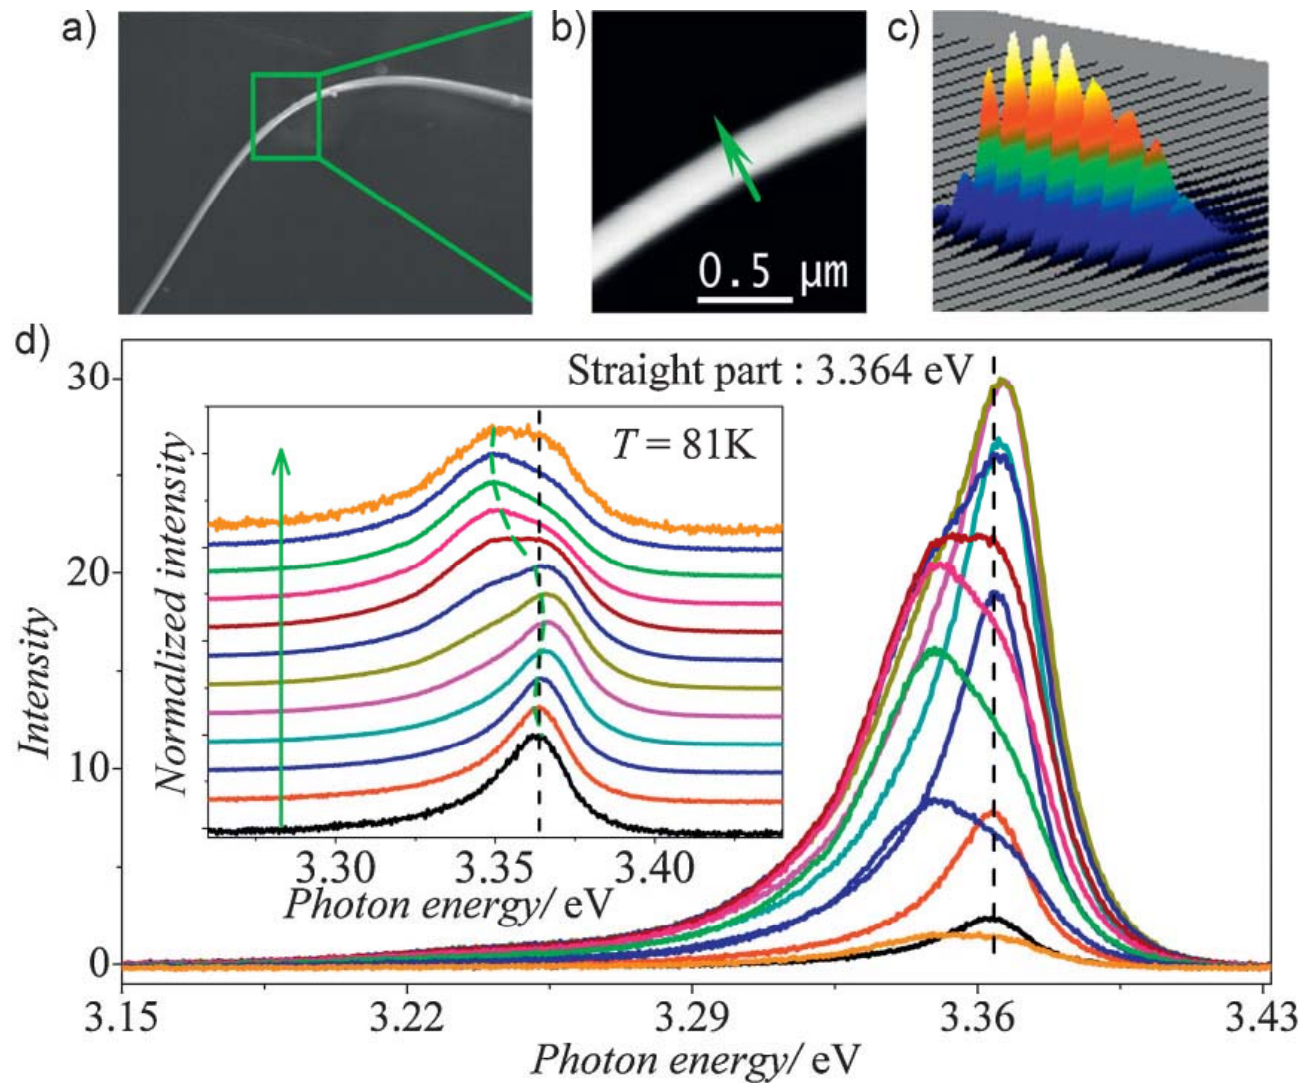 a)
b)
c)
0.5 μm
d)
Straight part : 3.364 eV
T = 81K
Normalized intensity
3.30
3.35
3.40
Photon energy/ eV
Intensity
30
20
10
0
3.15
3.22
3.29
3.36
3.43
Photon energy/ eV